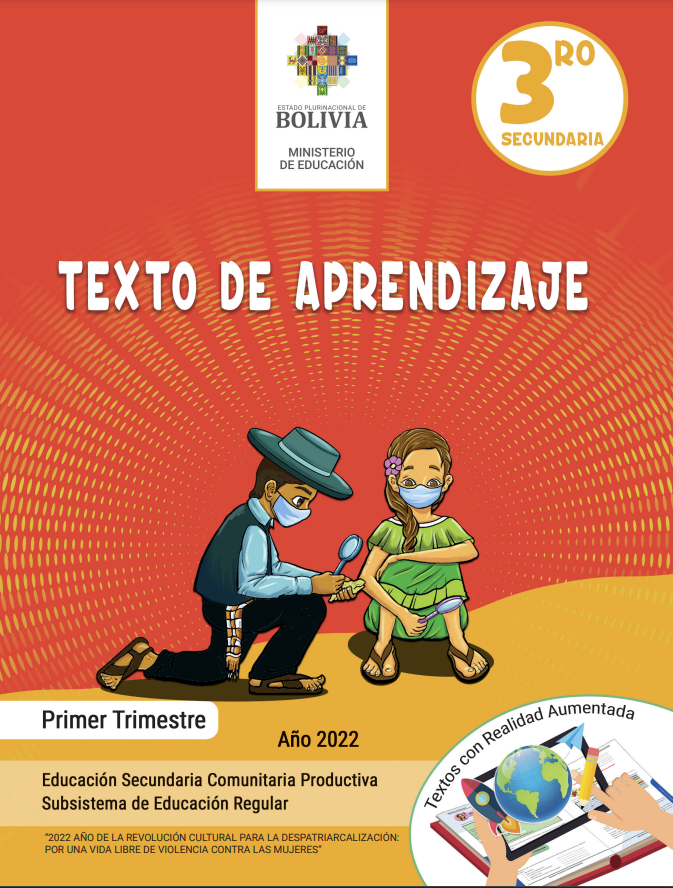 ESTADO PLURINACIONAL DE
BOLIVIA
MINISTERIO
DE EDUCACIÓN
3RO
SECUNDARIA
TEXTO DE APRENDIZAJE
Primer Trimestre
Año 2022
Educación Secundaria Comunitaria Productiva
Subsistema de Educación Regular
"2022 AÑO DE LA REVOLUCIÓN CULTURAL PARA LA DESPATRIARCALIZACIÓN:
POR UNA VIDA LIBRE DE VIOLENCIA CONTRA LAS MUJERES"
Textos con Realidad Aumentada